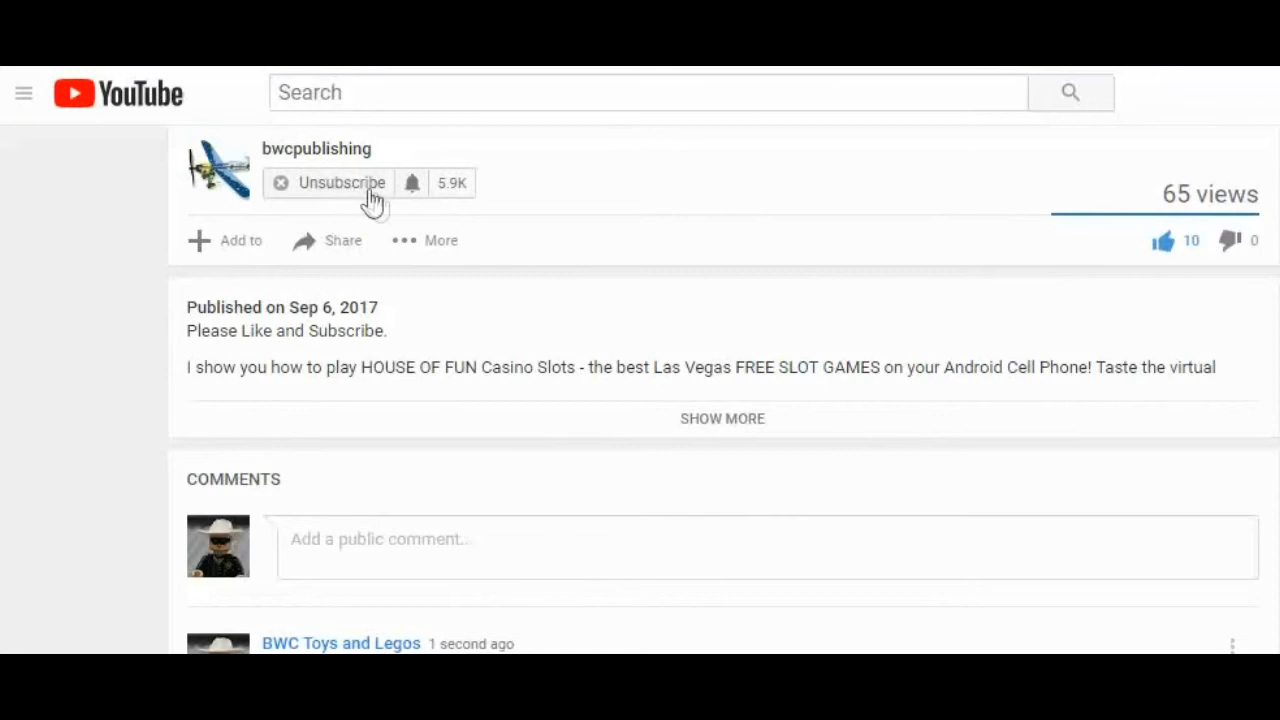 YouTube
Search
bwcpublishing
Unsubscribe 5.9K
65 views
Add to Share More
10 0
Published on Sep 6, 2017
Please Like and Subscribe.
I show you how to play HOUSE OF FUN Casino Slots - the best Las Vegas FREE SLOT GAMES on your Android Cell Phone! Taste the virtual
SHOW MORE
COMMENTS
Add a public comment...
BWC Toys and Legos 1 second ago